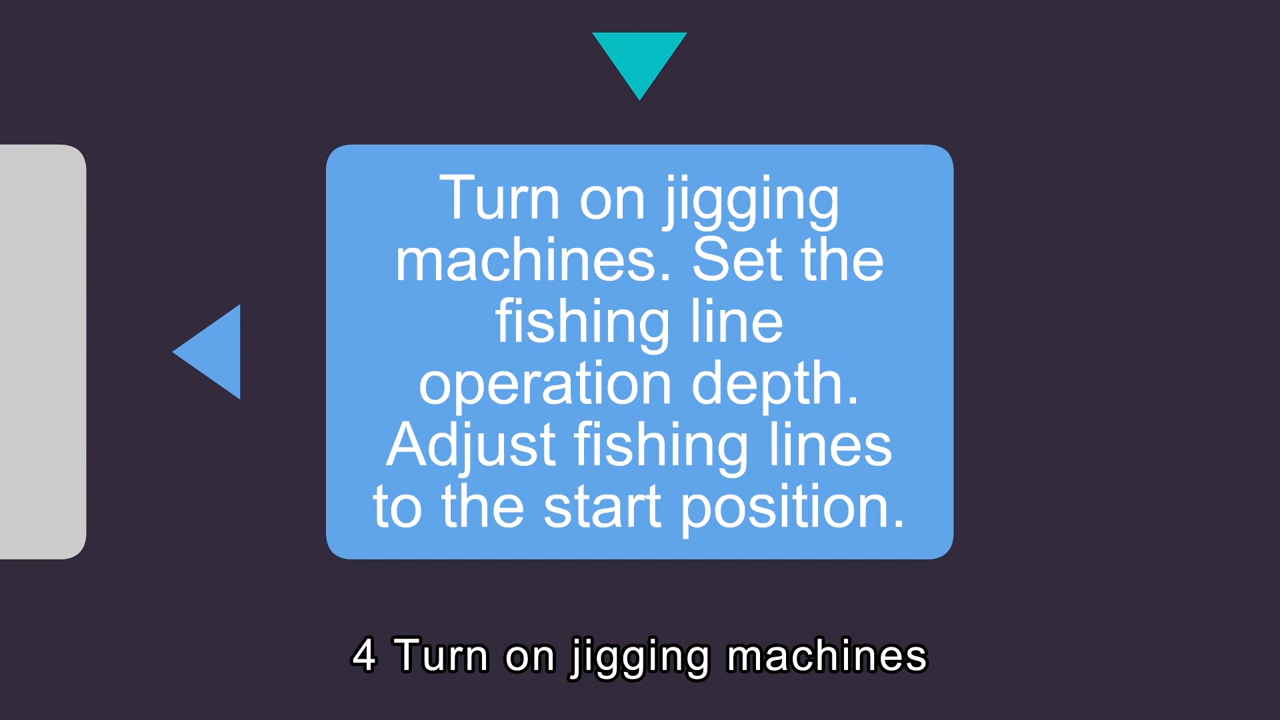 Turn on jigging
machines. Set the
fishing line
operation depth.
Adjust fishing lines
to the start position.
4 Turn on jigging machines